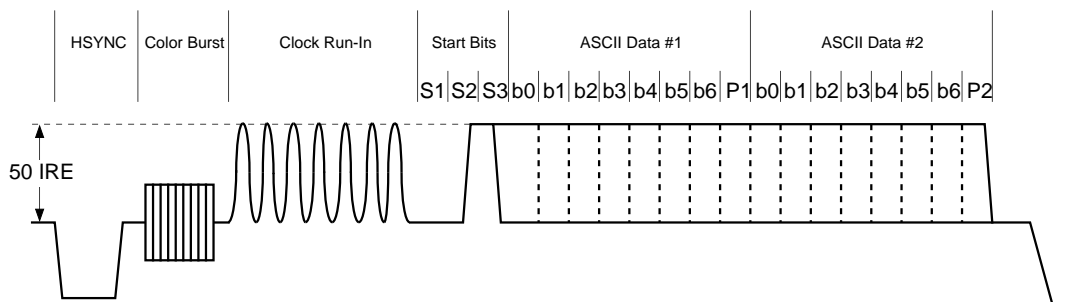 HSYNC Color Burst Clock Run-In Start Bits ASCII Data #1 ASCII Data #2
S1 S2 S3 b0 b1 b2 b3 b4 b5 b6 P1 b0 b1 b2 b3 b4 b5 b6 P2
50 IRE